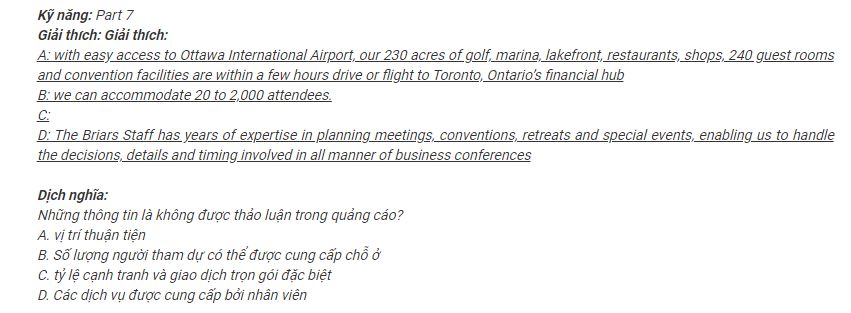 Kỹ năng: Part 7
Giải thích: Giải thích:
A: with easy access to Ottawa International Airport, our 230 acres of golf, marina, lakefront, restaurants, shops, 240 guest rooms
and convention facilities are within a few hours drive or flight to Toronto, Ontario's financial hub
B: we can accommodate 20 to 2,000 attendees.
C:
D: The Briars Staff has years of expertise in planning meetings, conventions, retreats and special events, enabling us to handle
the decisions, details and timing involved in all manner of business conferences
Dịch nghĩa:
Những thông tin là không được thảo luận trong quảng cáo?
A. vị trí thuận tiện
B. Số lượng người tham dự có thể được cung cấp chỗ ở
C. tỷ lệ cạnh tranh và giao dịch trọn gói đặc biệt
D. Các dịch vụ được cung cấp bởi nhân viên